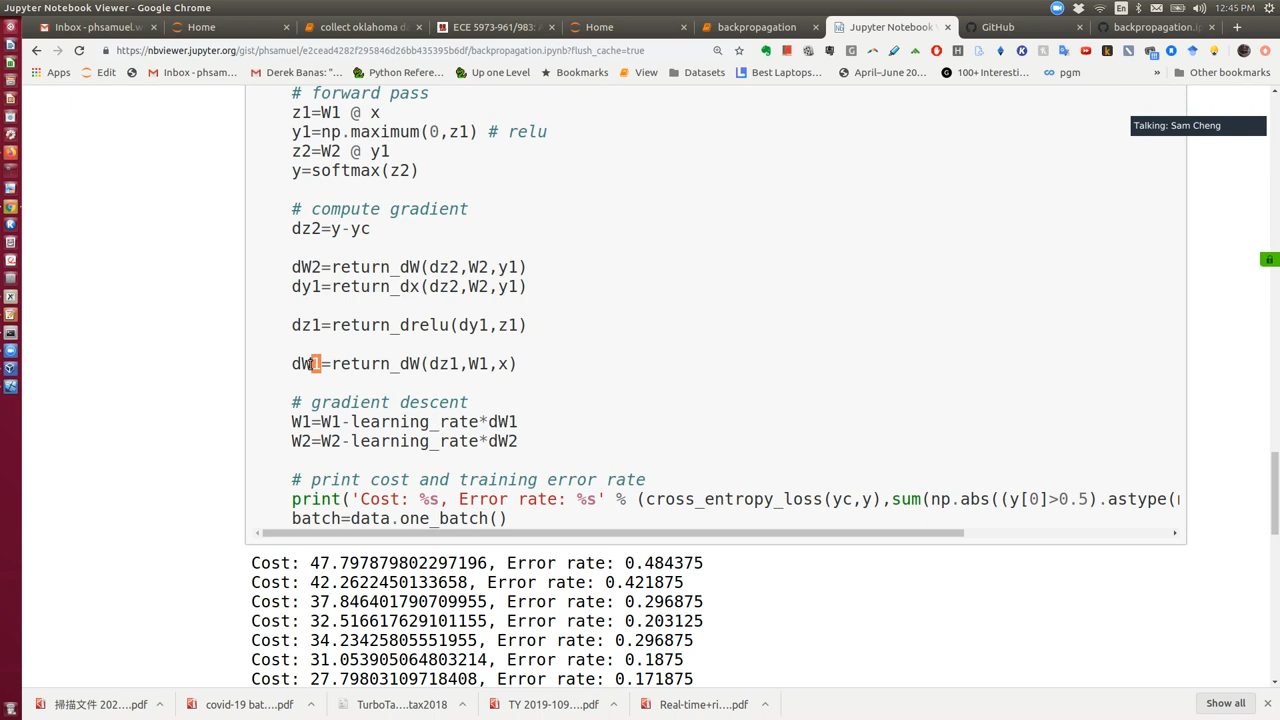 Jupyter Notebook Viewer - Google Chrome
En 12:45 PM
Inbox - phsamuel.w
Home
collect oklahoma da
ECE 5973-961/983: A
Home
backpropagation
Jupyter Notebook V
GitHub
backpropagation.ip
https://nbviewer.jupyter.org/gist/phsamuel/e2cead4282f295846d26bb435395b6df/backpropagation.ipynb?flush_cache=true
Apps Edit Inbox - phsam... Derek Banas: "... Python Refere... Up one Level Bookmarks View Datasets Best Laptops... April–June 20... 100+ Interesti... pgm » Other bookmarks
Talking: Sam Cheng
# forward pass
z1=W1 @ x
y1=np.maximum(0,z1) # relu
z2=W2 @ y1
y=softmax(z2)
# compute gradient
dz2=y-yc
dW2=return_dW(dz2,W2,y1)
dy1=return_dx(dz2,W2,y1)
dz1=return_drelu(dy1,z1)
dW1=return_dW(dz1,W1,x)
# gradient descent
W1=W1-learning_rate*dW1
W2=W2-learning_rate*dW2
# print cost and training error rate
print('Cost: %s, Error rate: %s' % (cross_entropy_loss(yc,y),sum(np.abs((y[0]>0.5).astype(
batch=data.one_batch()
Cost: 47.797879802297196, Error rate: 0.484375
Cost: 42.2622450133658, Error rate: 0.421875
Cost: 37.846401790709955, Error rate: 0.296875
Cost: 32.516617629101155, Error rate: 0.203125
Cost: 34.23425805551955, Error rate: 0.296875
Cost: 31.053905064803214, Error rate: 0.1875
Cost: 27.79803109718408, Error rate: 0.171875
掃描文件 202....pdf
covid-19 bat....pdf
TurboTa....tax2018
TY 2019-109....pdf
Real-time+ri....pdf
Show all